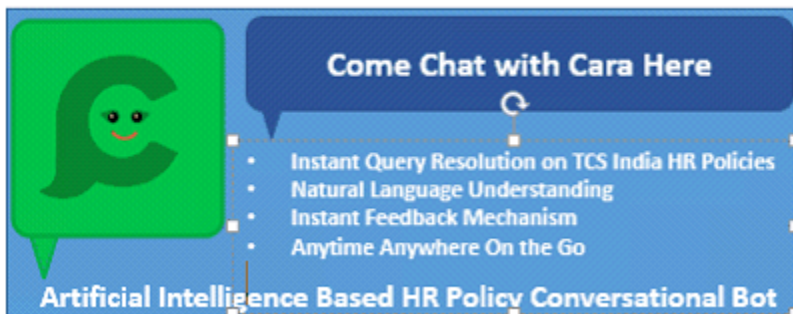 Come Chat with Cara Here
• Instant Query Resolution on TCS India HR Policies
• Natural Language Understanding
• Instant Feedback Mechanism
• Anytime Anywhere On the Go
Artificial Intelligence Based HR Policy Conversational Bot